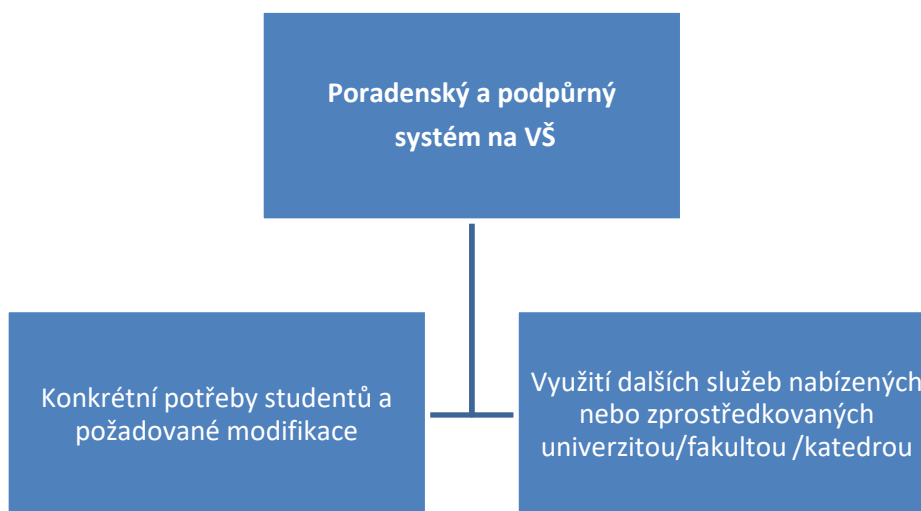 Poradenský a podpůrný
systém na VŠ
Konkrétní potřeby studentů a
požadované modifikace
Využití dalších služeb nabízených
nebo zprostředkovaných
univerzitou/fakultou /katedrou